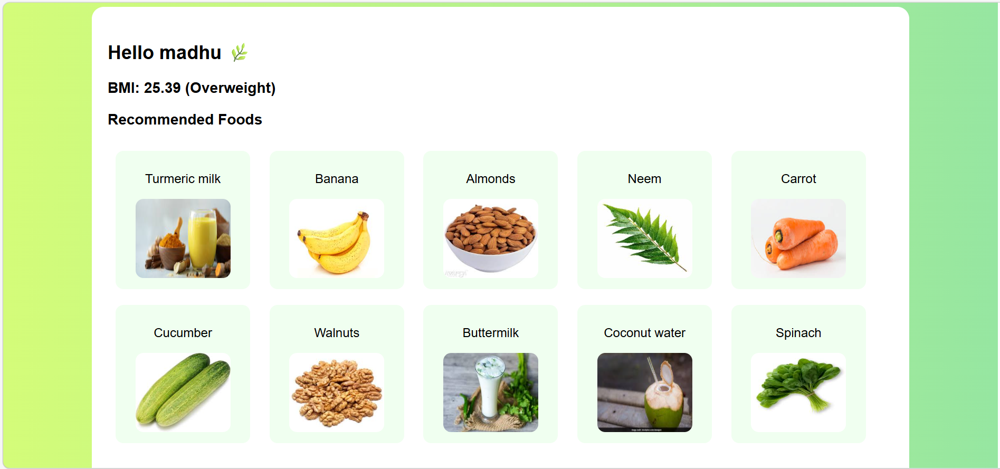 Hello madhu 🌿
BMI: 25.39 (Overweight)
Recommended Foods
Turmeric milk
Banana
Almonds
Neem
Carrot
Cucumber
Walnuts
Buttermilk
Coconut water
Spinach